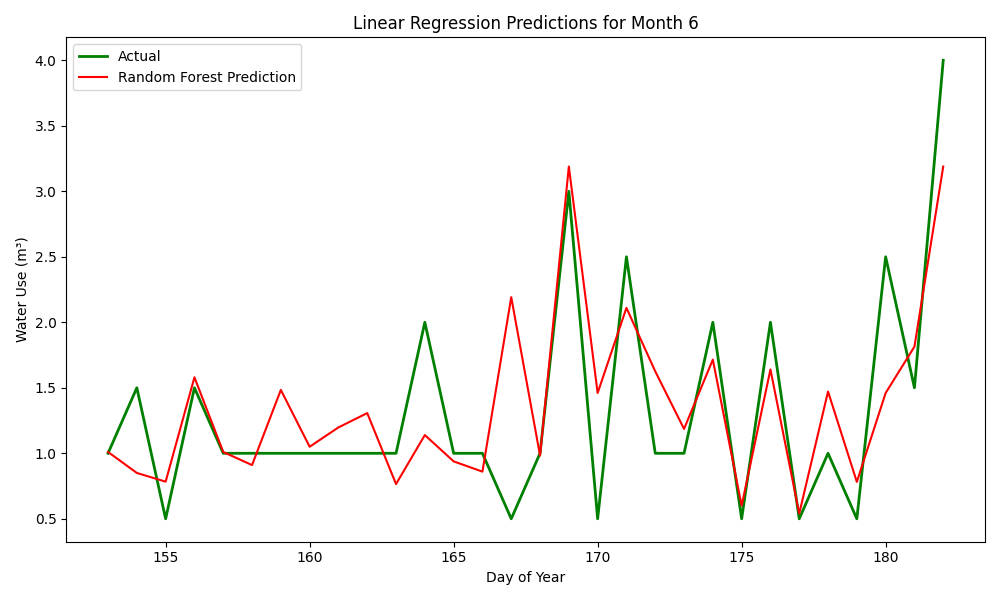 Linear Regression Predictions for Month 6
Actual
Random Forest Prediction
4.0
3.5
3.0
2.5
2.0
1.5
1.0
0.5
Water Use (m³)
155 160 165 170 175 180
Day of Year